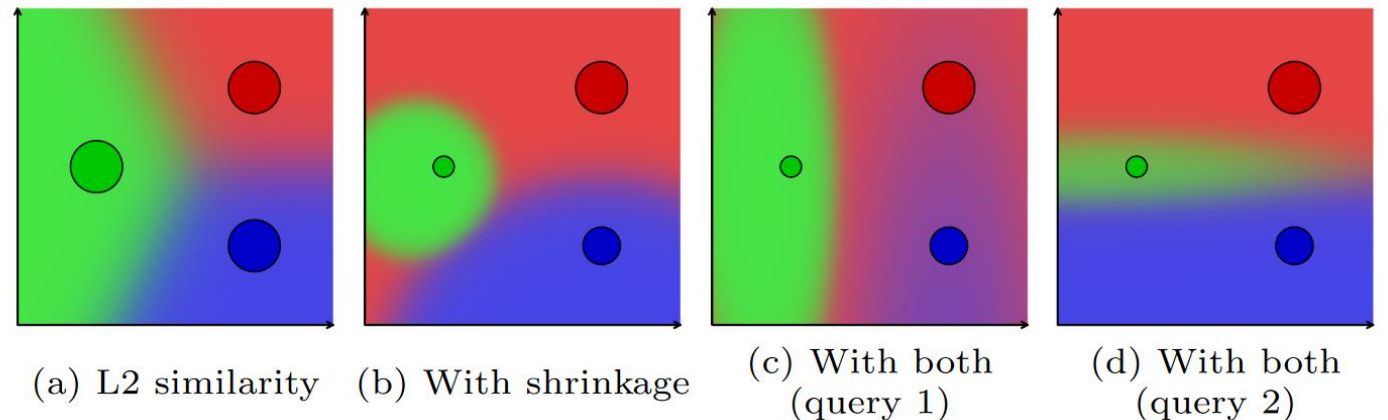 (a) L2 similarity
(b) With shrinkage
(c) With both
(query 1)
(d) With both
(query 2)